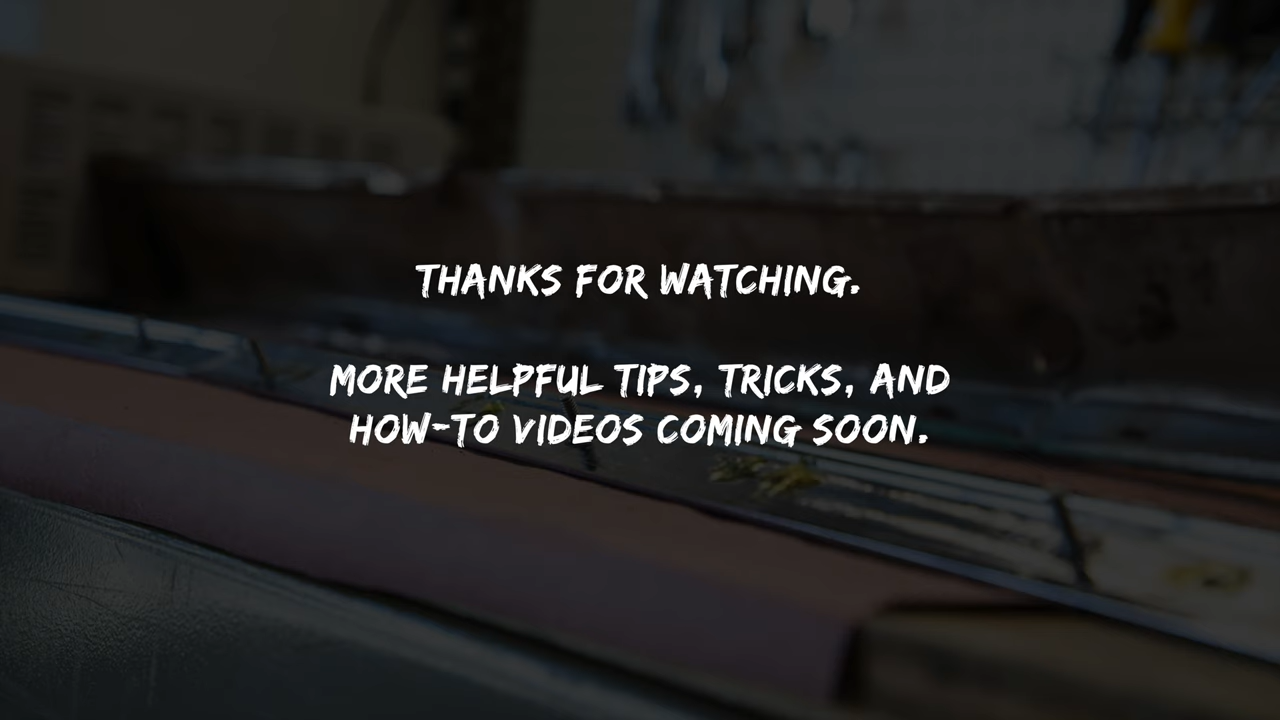 THANKS FOR WATCHING.
MORE HELPFUL TIPS, TRICKS, AND
HOW-TO VIDEOS COMING SOON.